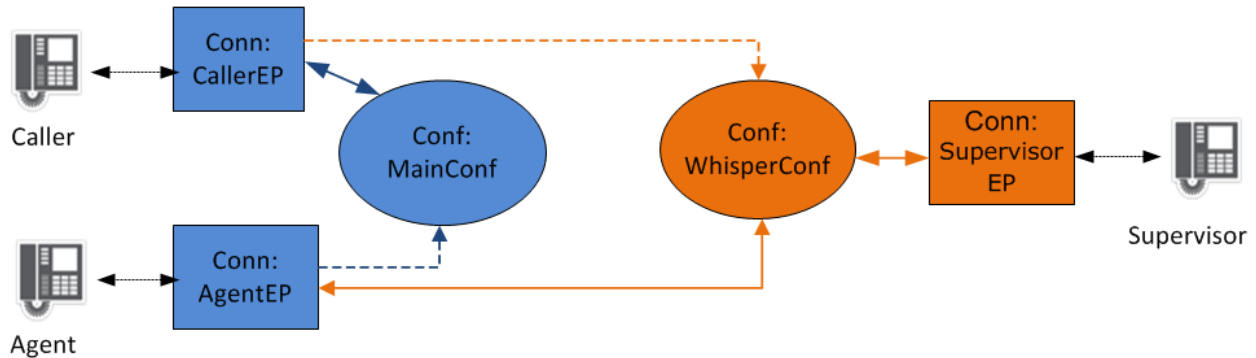 Conn:
CallerEP
Caller
Conf:
MainConf
Conf:
WhisperConf
Conn:
Supervisor
EP
Supervisor
Conn:
AgentEP
Agent